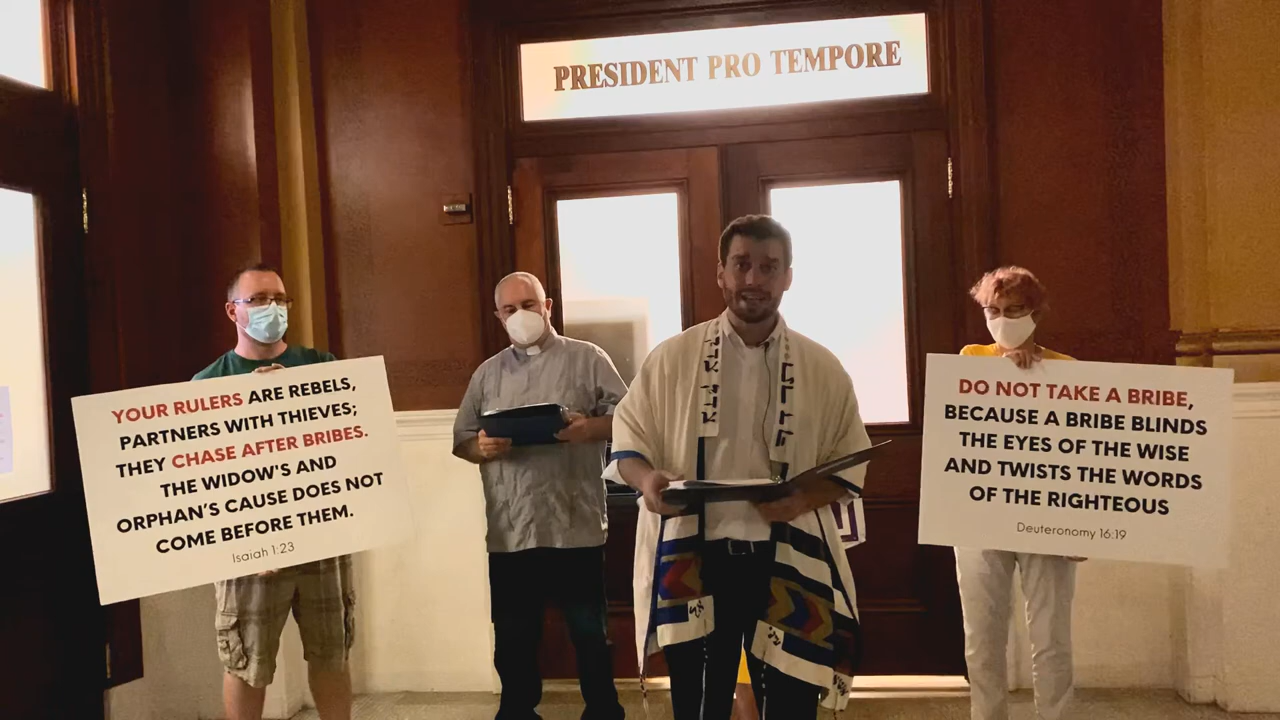 PRESIDENT PRO TEMPORE
YOUR RULERS ARE REBELS,
PARTNERS WITH THIEVES;
THEY CHASE AFTER BRIBES.
THE WIDOW'S AND
ORPHAN'S CAUSE DOES NOT
COME BEFORE THEM.
Isaiah 1:23
DO NOT TAKE A BRIBE,
BECAUSE A BRIBE BLINDS
THE EYES OF THE WISE
AND TWISTS THE WORDS
OF THE RIGHTEOUS
Deuteronomy 16:19